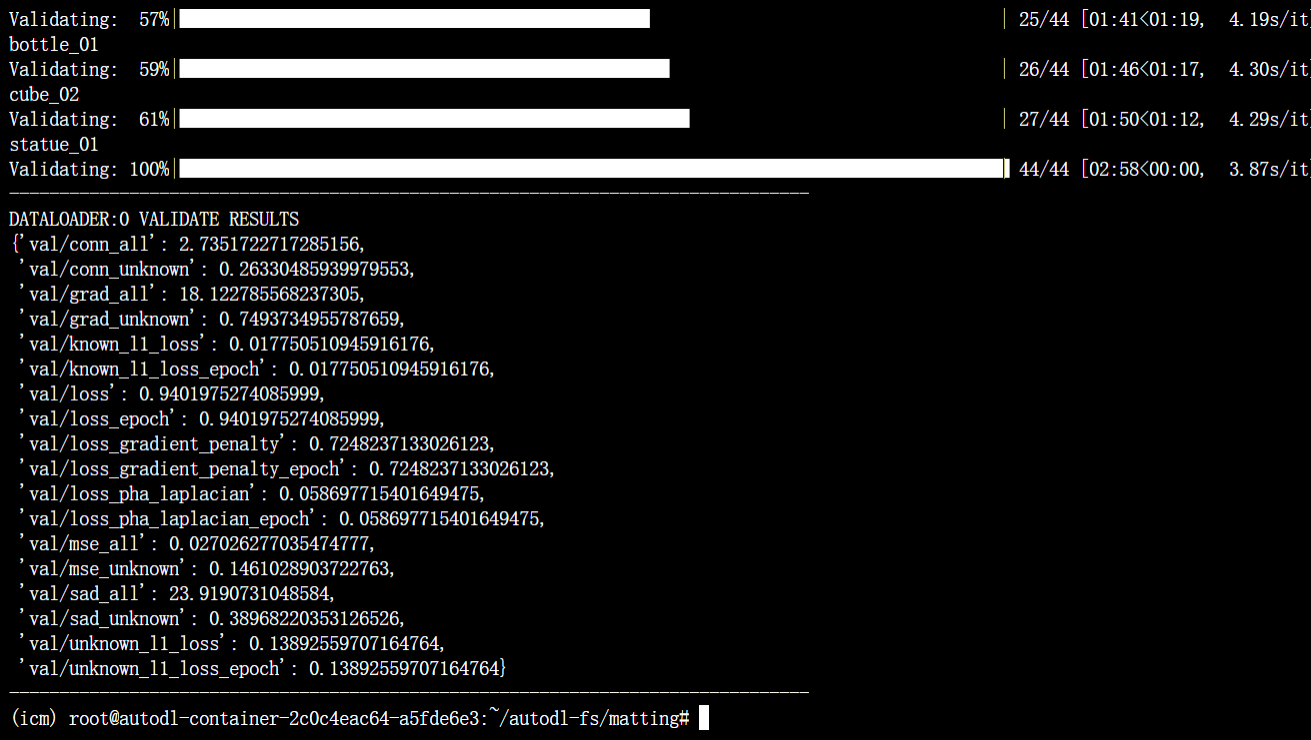 Validating:  57%|                    | 25/44 [01:41<01:19,  4.19s/it]
bottle_01
Validating:  59%|                    | 26/44 [01:46<01:17,  4.30s/it]
cube_02
Validating:  61%|                    | 27/44 [01:50<01:12,  4.29s/it]
statue_01
Validating: 100%|                    | 44/44 [02:58<00:00,  3.87s/it]
--------------------------------------------------------------------------------
DATALOADER:0 VALIDATE RESULTS
{'val/conn_all': 2.7351722717285156,
 'val/conn_unknown': 0.26330485939979553,
 'val/grad_all': 18.122785568237305,
 'val/grad_unknown': 0.7493734955787659,
 'val/known_l1_loss': 0.017750510945916176,
 'val/known_l1_loss_epoch': 0.017750510945916176,
 'val/loss': 0.9401975274085999,
 'val/loss_epoch': 0.9401975274085999,
 'val/loss_gradient_penalty': 0.7248237133026123,
 'val/loss_gradient_penalty_epoch': 0.7248237133026123,
 'val/loss_pha_laplacian': 0.058697715401649475,
 'val/loss_pha_laplacian_epoch': 0.058697715401649475,
 'val/mse_all': 0.027026277035474777,
 'val/mse_unknown': 0.1461028903722763,
 'val/sad_all': 23.9190731048584,
 'val/sad_unknown': 0.38968220353126526,
 'val/unknown_l1_loss': 0.13892559707164764,
 'val/unknown_l1_loss_epoch': 0.13892559707164764}
--------------------------------------------------------------------------------
(icm) root@autodl-container-2c0c4eac64-a5fde6e3:~/autodl-fs/matting#